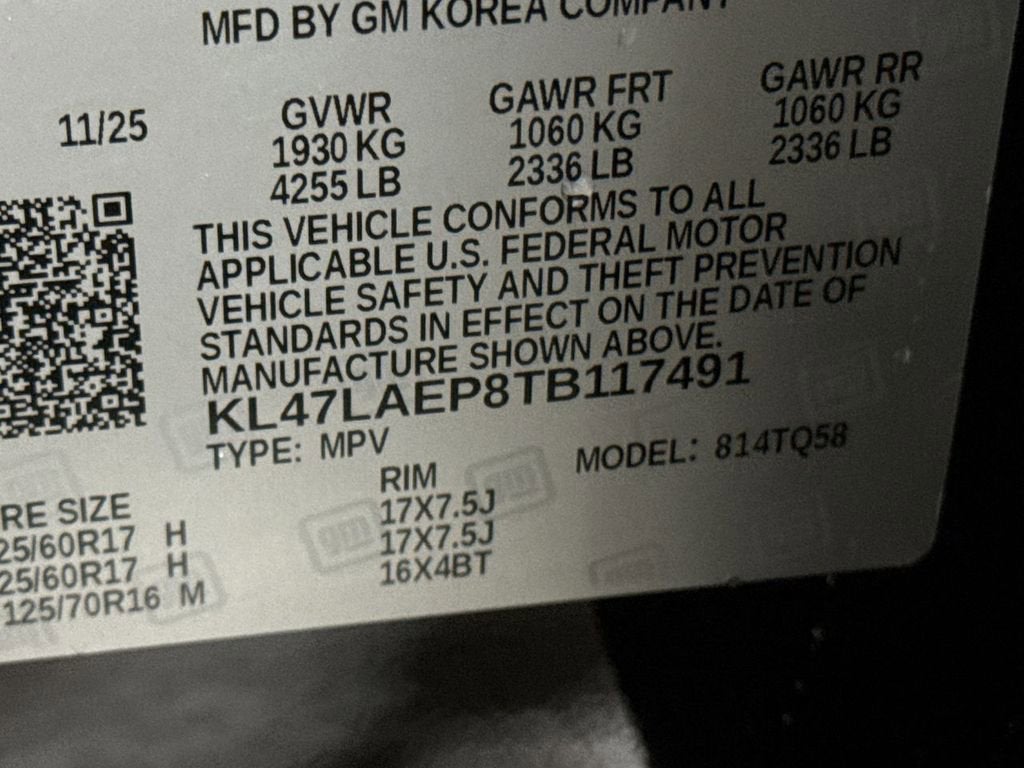 MFD BY GM KOREA COMPANY
11/25
GVWR
1930 KG
4255 LB
GAWR FRT
1060 KG
2336 LB
GAWR RR
1060 KG
2336 LB
THIS VEHICLE CONFORMS TO ALL
APPLICABLE U.S. FEDERAL MOTOR
VEHICLE SAFETY AND THEFT PREVENTION
STANDARDS IN EFFECT ON THE DATE OF
MANUFACTURE SHOWN ABOVE.
KL47LAEP8TB117491
TYPE: MPV
MODEL: 814TQ58
RE SIZE
25/60R17 H
25/60R17 H
125/70R16 M
RIM
17X7.5J
17X7.5J
16X4BT
gm
gm